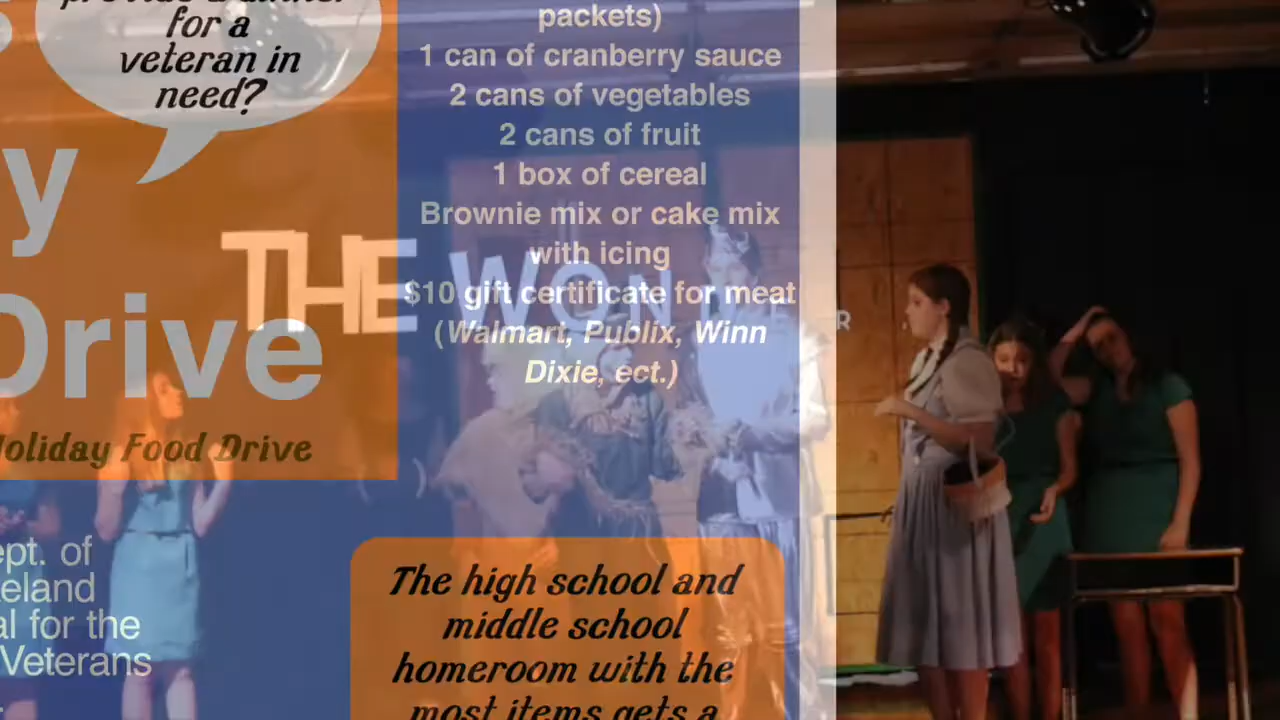 for a
veteran in
need?
packets)
1 can of cranberry sauce
2 cans of vegetables
2 cans of fruit
1 box of cereal
Brownie mix or cake mix
with icing
$10 gift certificate for meat
(Walmart, Publix, Winn
Dixie, ect.)
y
Drive
Holiday Food Drive
THE WONDER
ept. of
eland
al for the
Veterans
The high school and
middle school
homeroom with the
most items gets a